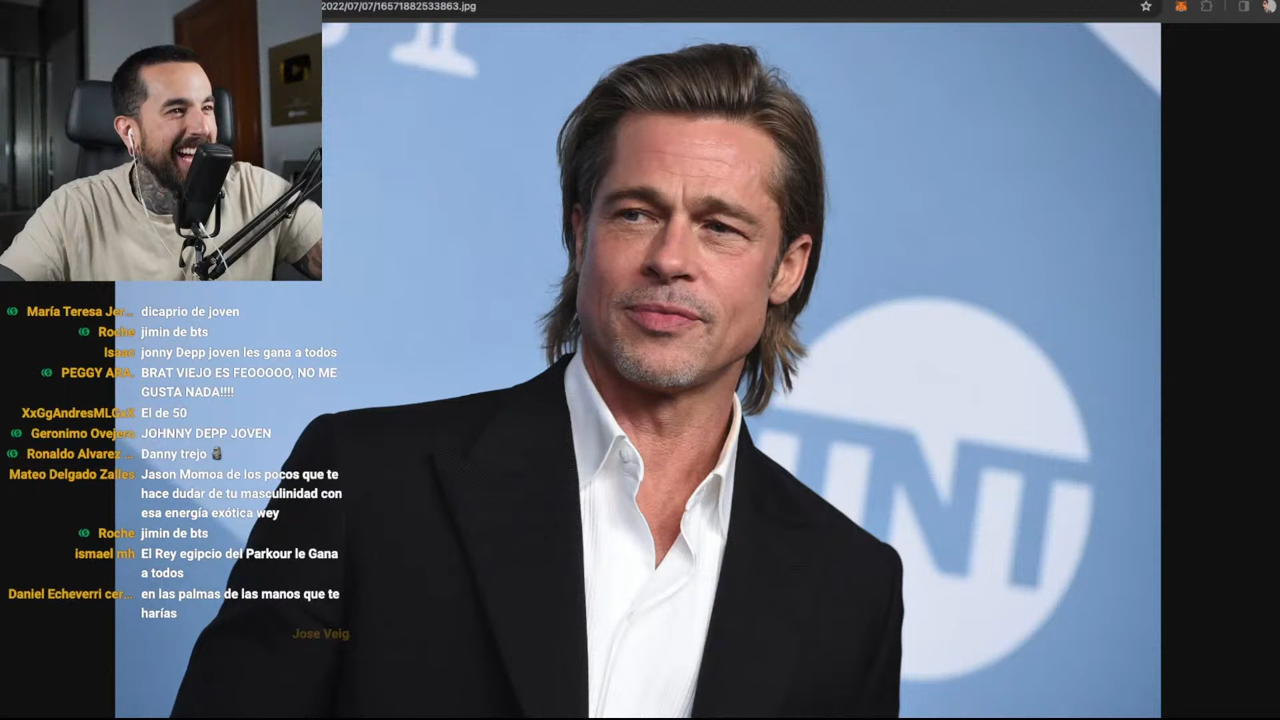 2022/07/07/16571882533863.jpg
María Teresa Jer... dicaprio de joven
Roche jimin de bts
Isaac jonny Depp joven les gana a todos
PEGGY ARA. BRAT VIEJO ES FEOOOOO, NO ME
GUSTA NADA!!!!
XxGgAndresMLGxX El de 50
Geronimo Ovejero JOHNNY DEPP JOVEN
Ronaldo Alvarez ... Danny trejo 🗿
Mateo Delgado Zalles Jason Momoa de los pocos que te
hace dudar de tu masculinidad con
esa energía exótica wey
Roche jimin de bts
ismael mh El Rey egipcio del Parkour le Gana
a todos
Daniel Echeverri cer... en las palmas de las manos que te
harías
Jose Veig
TNT